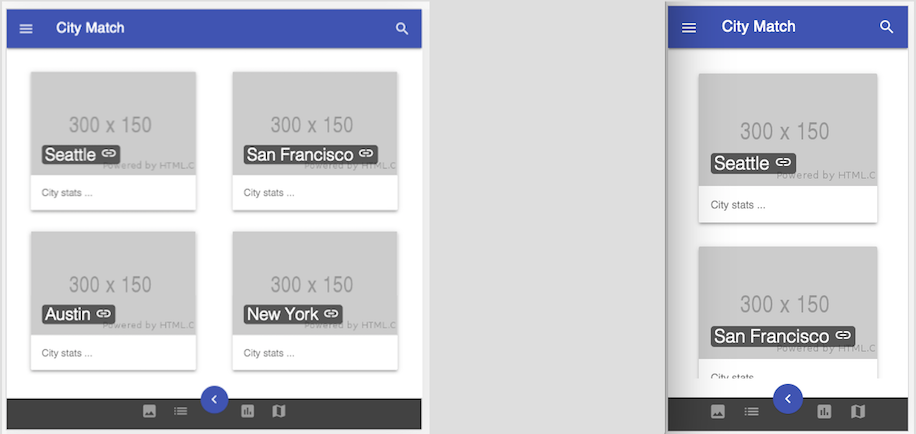 City Match
300 x 150
Seattle
Powered by HTML.C
City stats ...
300 x 150
San Francisco
Powered by HTML.C
City stats ...
300 x 150
Austin
Powered by HTML.C
City stats ...
300 x 150
New York
Powered by HTML.C
City stats ...
City Match
300 x 150
Seattle
Powered by HTML.C
City stats ...
300 x 150
San Francisco
Powered by HTML.C
City stats